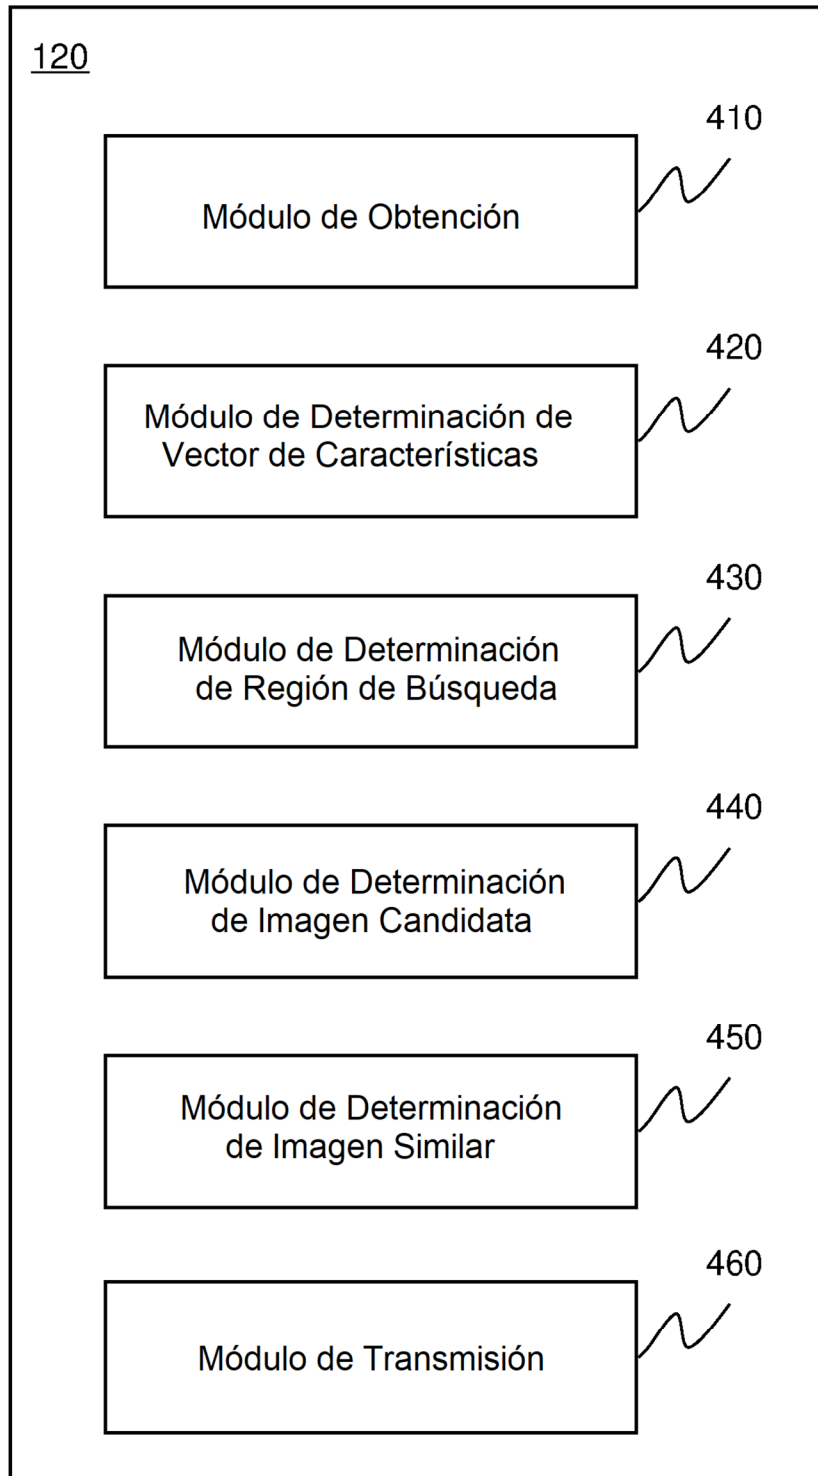 120
410
Módulo de Obtención
420
Módulo de Determinación de
Vector de Características
430
Módulo de Determinación
de Región de Búsqueda
440
Módulo de Determinación
de Imagen Candidata
450
Módulo de Determinación
de Imagen Similar
460
Módulo de Transmisión